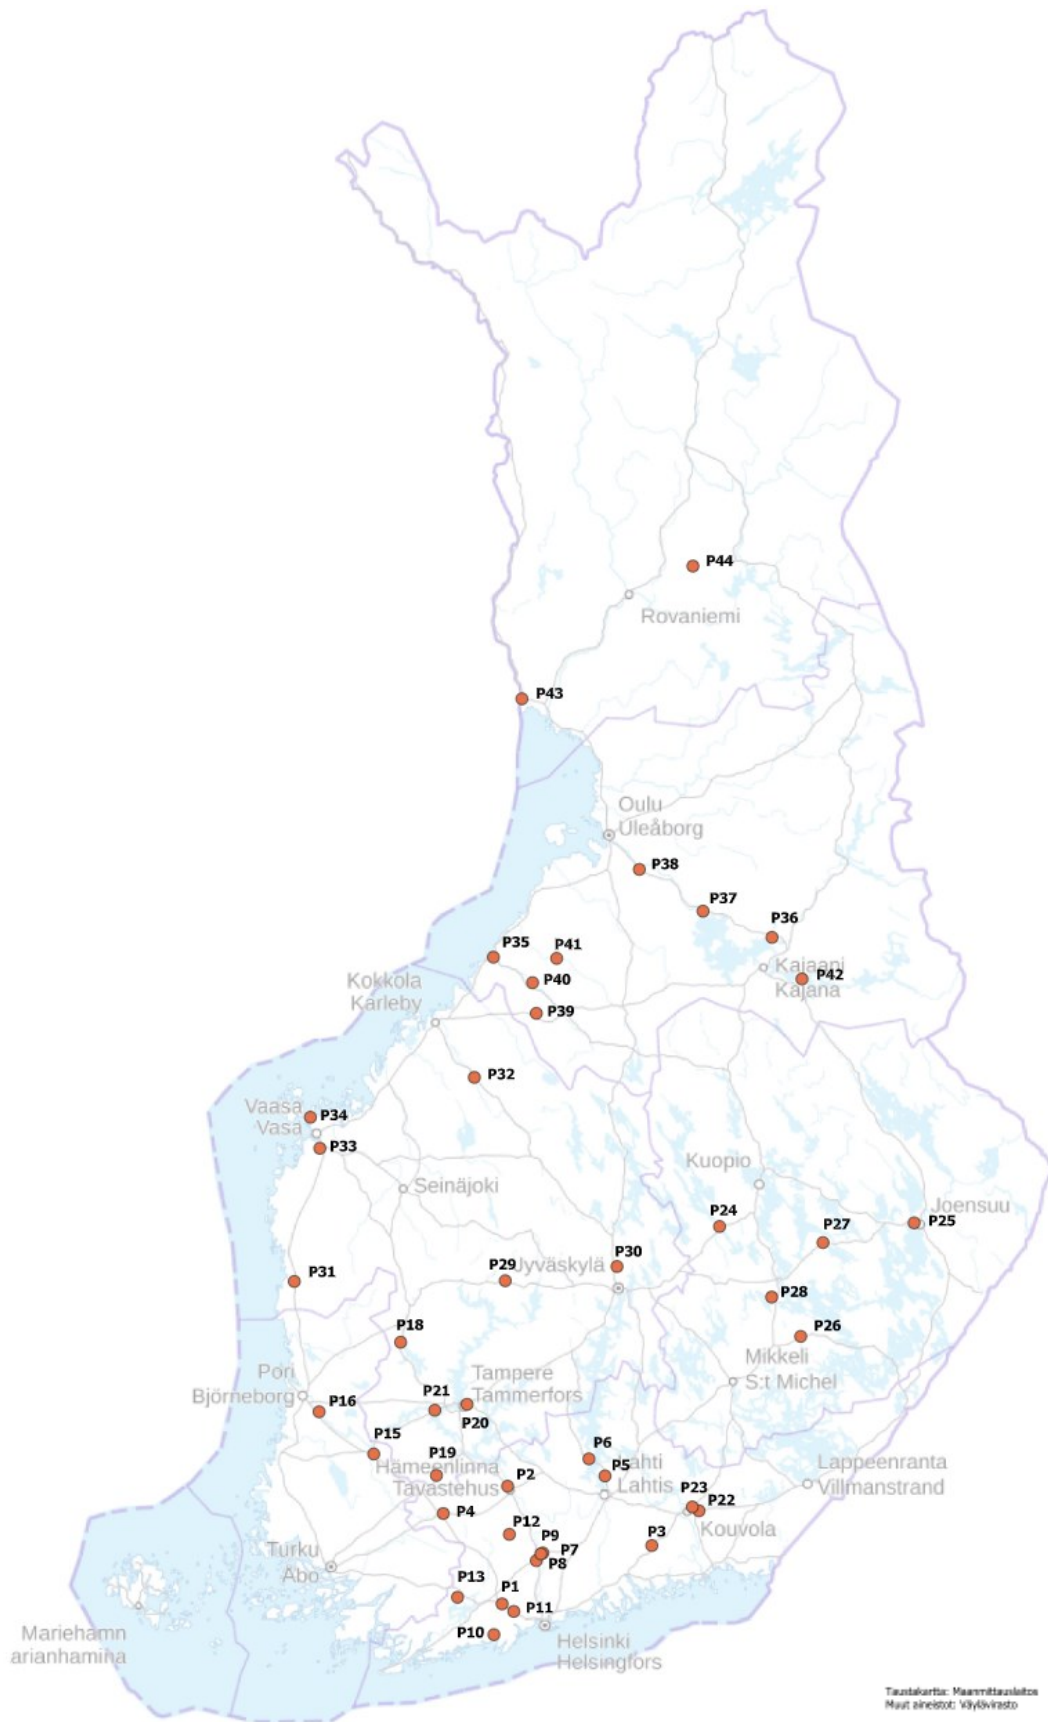 P44
Rovaniemi
P43
Oulu
Uleåborg
P38
P37
P36
P35
P41
Kajaani
Kajana
P42
P40
Kokkola
Karleby
P39
P32
Vaasa
Vasa
P34
P33
Kuopio
Seinäjoki
P24
Joensuu
P25
P27
P30
P29
Jyväskylä
P31
P28
P18
P26
Mikkeli
S:t Michel
Pori
Björneborg
Tampere
Tammerfors
P21
P16
P20
P15
P6
P19
Hämeenlinna
Tavastehus
P2
P5
Lahti
Lahtis
Lappeenranta
Villmanstrand
P23
P22
P4
Kouvola
P12
P3
P9
P7
P8
Turku
Åbo
P13
P1
P11
P10
Mariehamn
arianhamina
Helsinki
Helsingfors
Taustakartta: Maanmittauslaitos
Muut aineistot: Väylävirasto